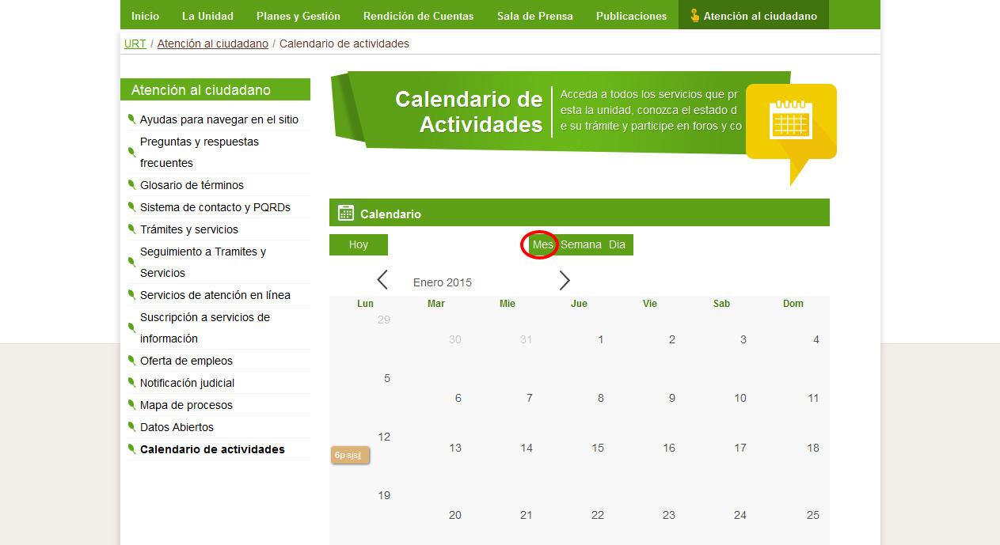 Inicio La Unidad Planes y Gestión Rendición de Cuentas Sala de Prensa Publicaciones Atención al ciudadano
URT / Atención al ciudadano / Calendario de actividades
Atención al ciudadano
Ayudas para navegar en el sitio
Preguntas y respuestas
frecuentes
Glosario de términos
Sistema de contacto y PQRDs
Trámites y servicios
Seguimiento a Tramites y
Servicios
Servicios de atención en línea
Suscripción a servicios de
información
Oferta de empleos
Notificación judicial
Mapa de procesos
Datos Abiertos
Calendario de actividades
Calendario de
Actividades
Acceda a todos los servicios que pr
esta la unidad, conozca el estado d
e su trámite y participe en foros y co
Calendario
Hoy Mes Semana Dia
Enero 2015
Lun Mar Mie Jue Vie Sab Dom
29 30 31 1 2 3 4
5 6 7 8 9 10 11
12 13 14 15 16 17 18
6p sjsjj
19 20 21 22 23 24 25